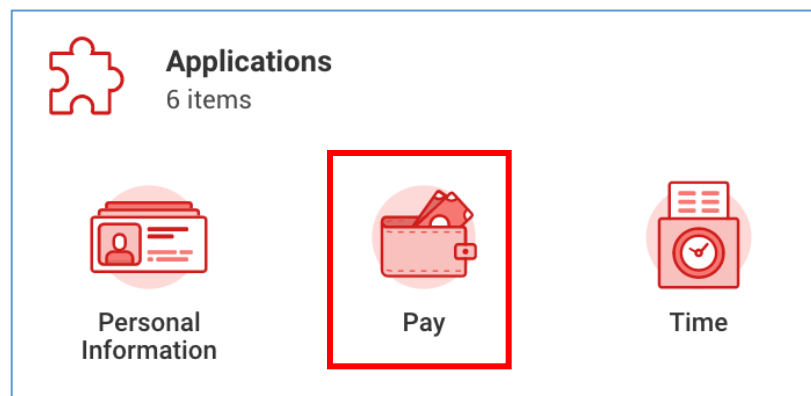 Applications
6 items
Personal
Information
Pay
Time